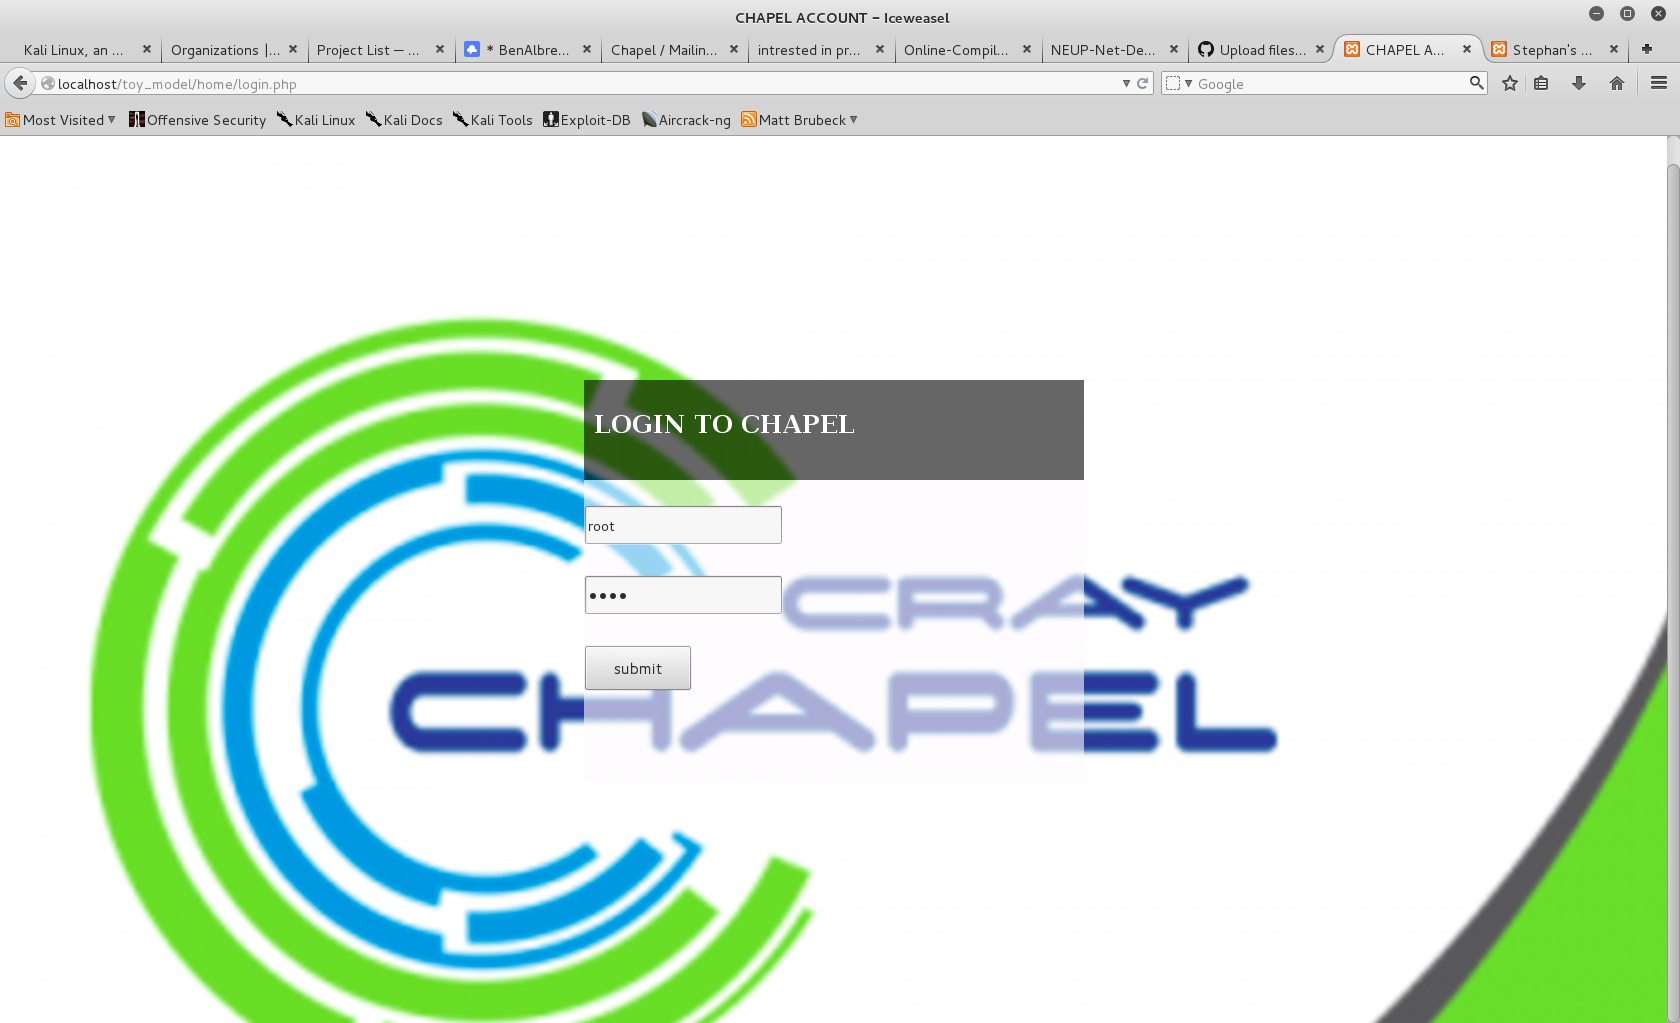 CHAPEL ACCOUNT - Iceweasel
Kali Linux, an ...
Organizations |...
Project List — ...
* BenAlbre...
Chapel / Mailin...
intrested in pr...
Online-Compil...
NEUP-Net-De...
Upload files...
CHAPEL A...
Stephan's ...
localhost/toy_model/home/login.php
Google
Most Visited
Offensive Security
Kali Linux
Kali Docs
Kali Tools
Exploit-DB
Aircrack-ng
Matt Brubeck
LOGIN TO CHAPEL
root
••••
submit
CRAY
CHAPEL